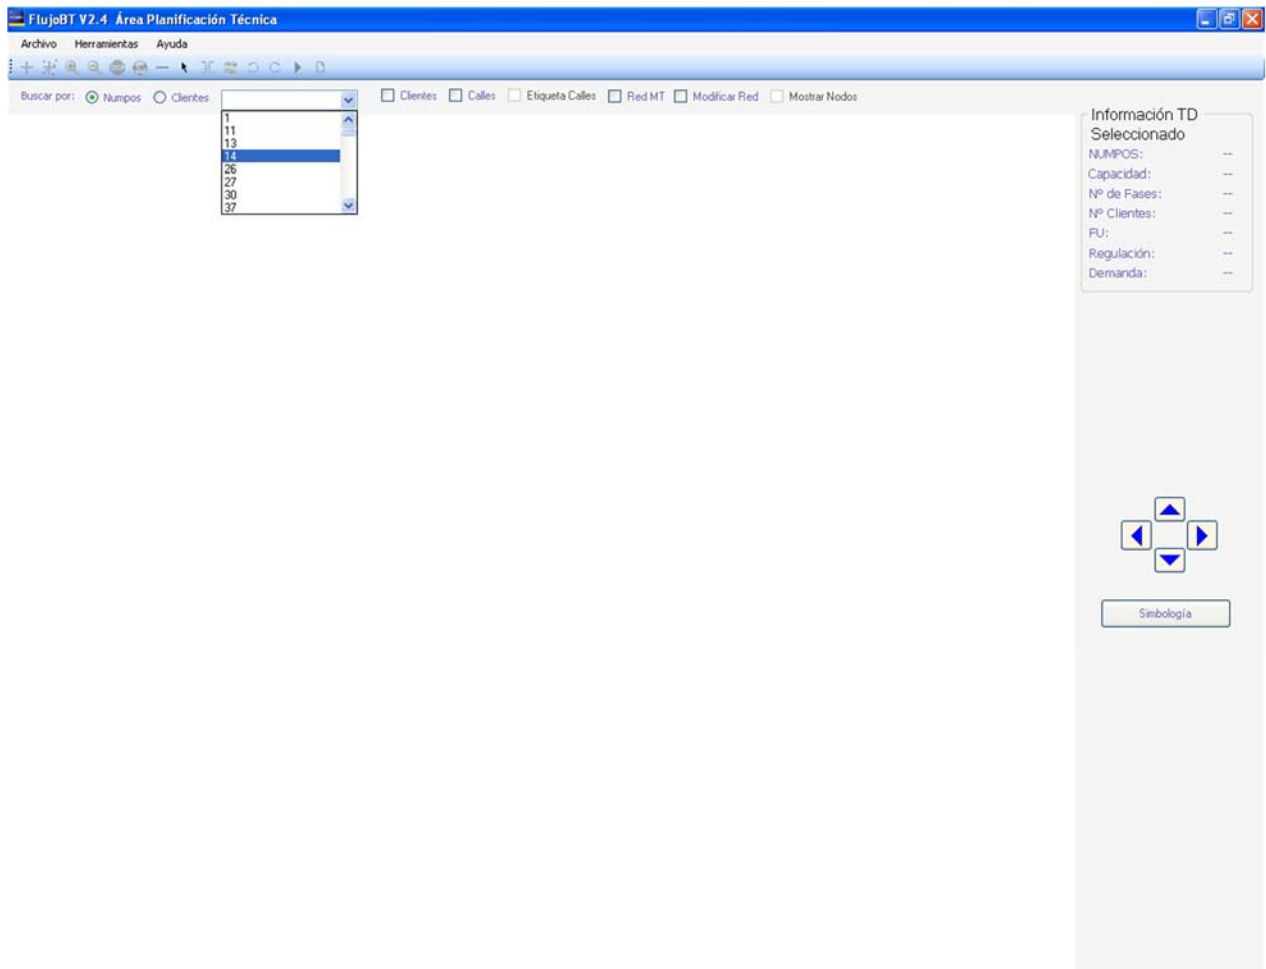 FlujoBT V2.4 Área Planificación Técnica
Archivo Herramientas Ayuda
Buscar por: Numpos Clientes Clientes Calles Etiqueta Calles Red MT Modificar Red Mostrar Nodos
1
11
13
14
26
27
30
37
Información TD
Seleccionado
NUMPOS: --
Capacidad: --
Nº de Fases: --
Nº Clientes: --
FU: --
Regulación: --
Demanda: --
Simbología